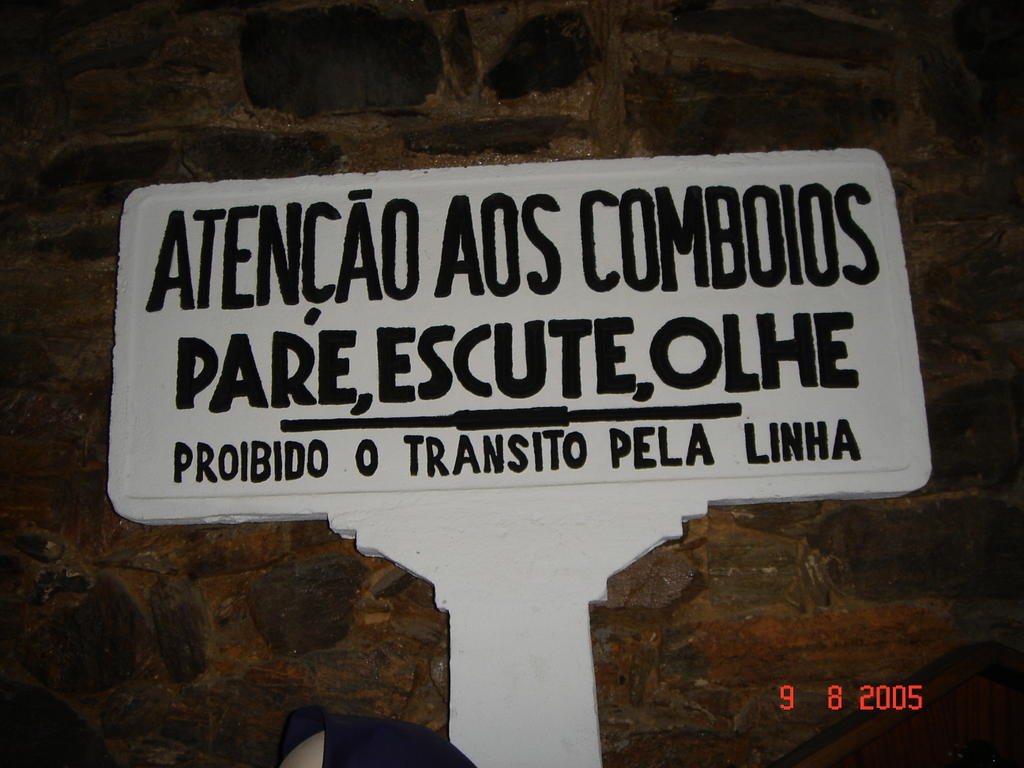 ATENÇÃO AOS COMBOIOS
PARE, ESCUTE, OLHE
PROIBIDO O TRANSITO PELA LINHA
9 8 2005